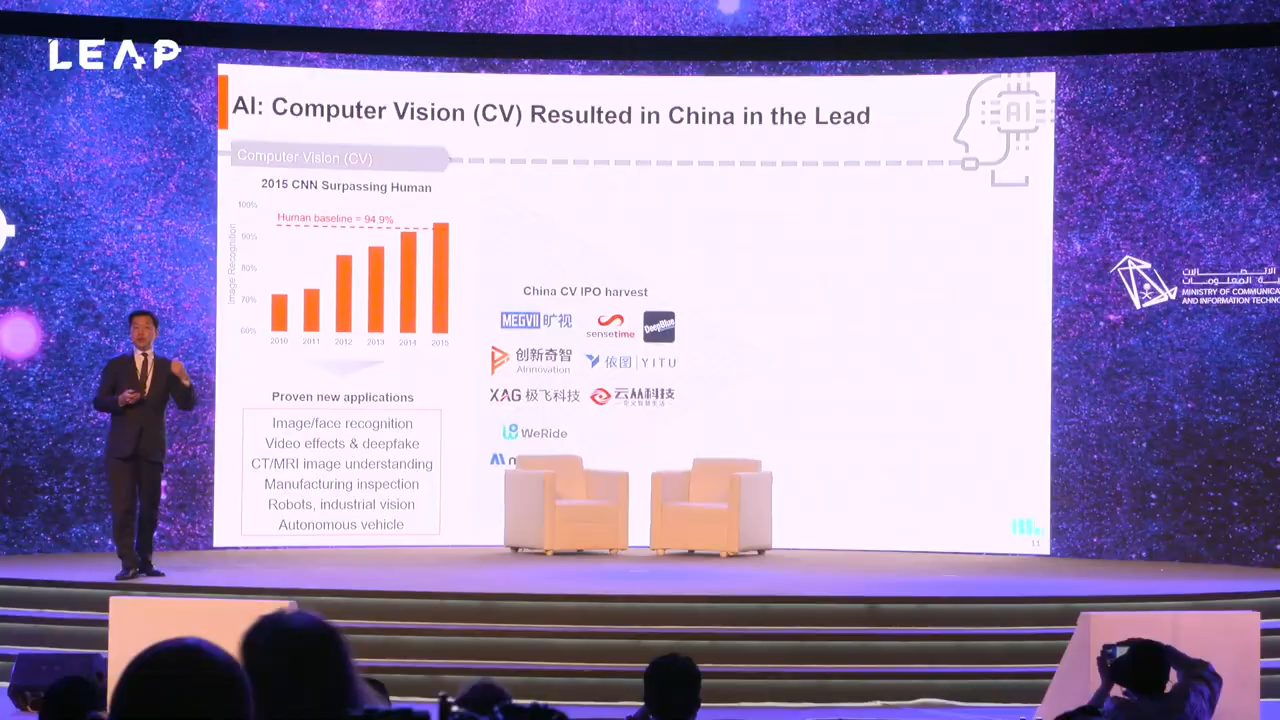 LEAP
AI: Computer Vision (CV) Resulted in China in the Lead
AI
Computer Vision (CV)
2015 CNN Surpassing Human
100%
90%
80%
70%
60%
Image Recognition
Human baseline = 94.9%
2010 2011 2012 2013 2014 2015
Proven new applications
Image/face recognition
Video effects & deepfake
CT/MRI image understanding
Manufacturing inspection
Robots, industrial vision
Autonomous vehicle
China CV IPO harvest
MEGVII 旷视
sensetime
DeepBlue
创新奇智
AInnovation
依图 | YITU
XAG 极飞科技
云从科技
WeRide
11
MINISTRY OF COMMUNICA
AND INFORMATION TECHN